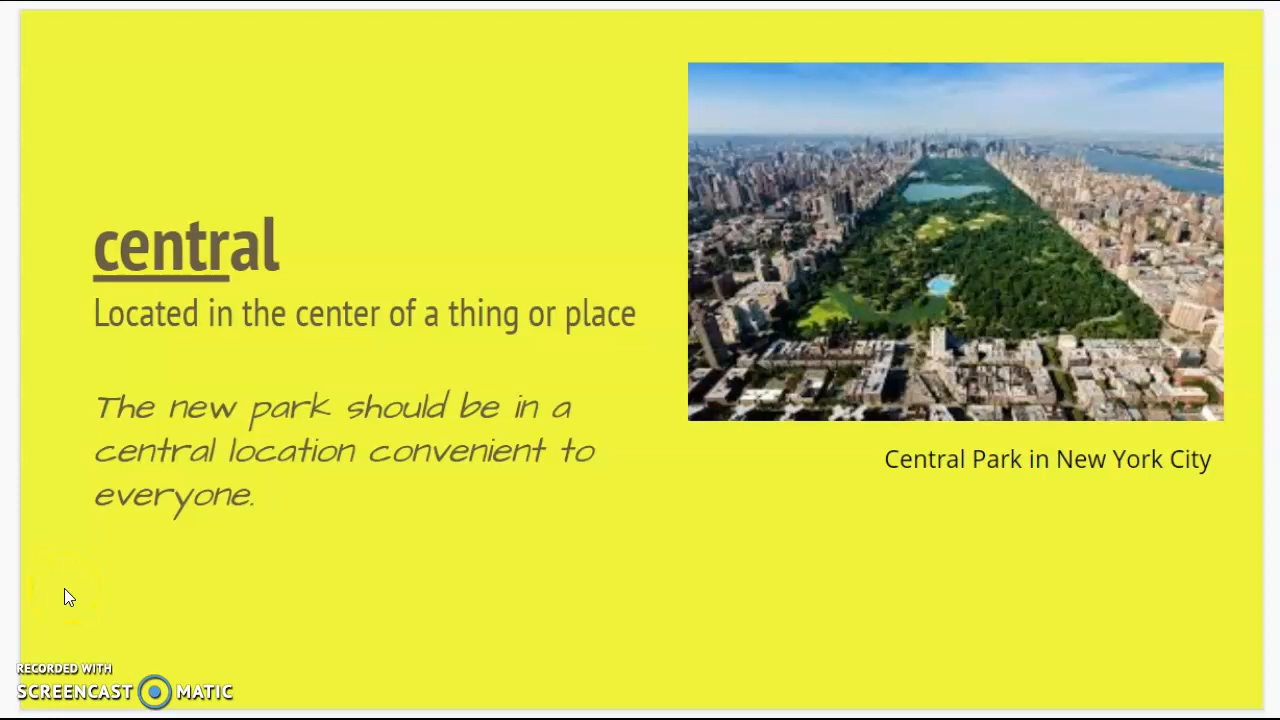 central
Located in the center of a thing or place
The new park should be in a
central location convenient to
everyone.
Central Park in New York City
RECORDED WITH
SCREENCAST MATIC